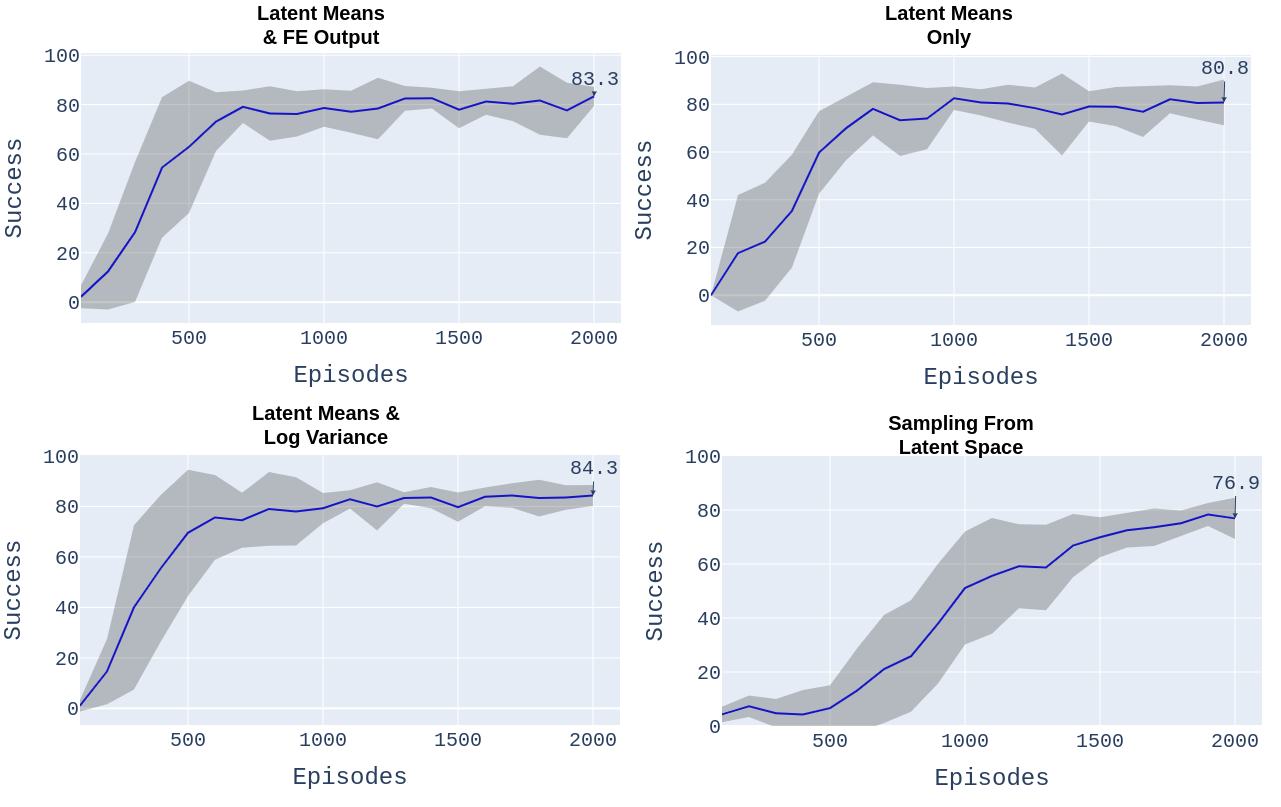 Latent Means
& FE Output
100
80
60
40
20
0
83.3
Success
500
1000
1500
2000
Episodes
Latent Means
Only
100
80
60
40
20
0
80.8
Success
500
1000
1500
2000
Episodes
Latent Means &
Log Variance
100
80
60
40
20
0
84.3
Success
500
1000
1500
2000
Episodes
Sampling From
Latent Space
100
80
60
40
20
0
76.9
Success
500
1000
1500
2000
Episodes